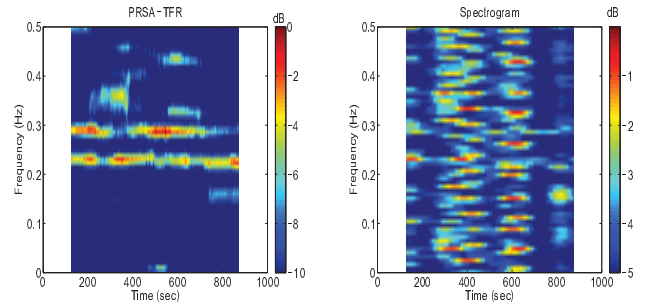 PRSA-TFR
dB
0.5
0.4
0.3
0.2
0.1
0
Frequency (Hz)
0 200 400 600 800 1000
Time (sec)
0
-2
-4
-6
-8
-10
Spectrogram
dB
0.5
0.4
0.3
0.2
0.1
0
Frequency (Hz)
0 200 400 600 800 1000
Time (sec)
0
-1
-2
-3
-4
-5